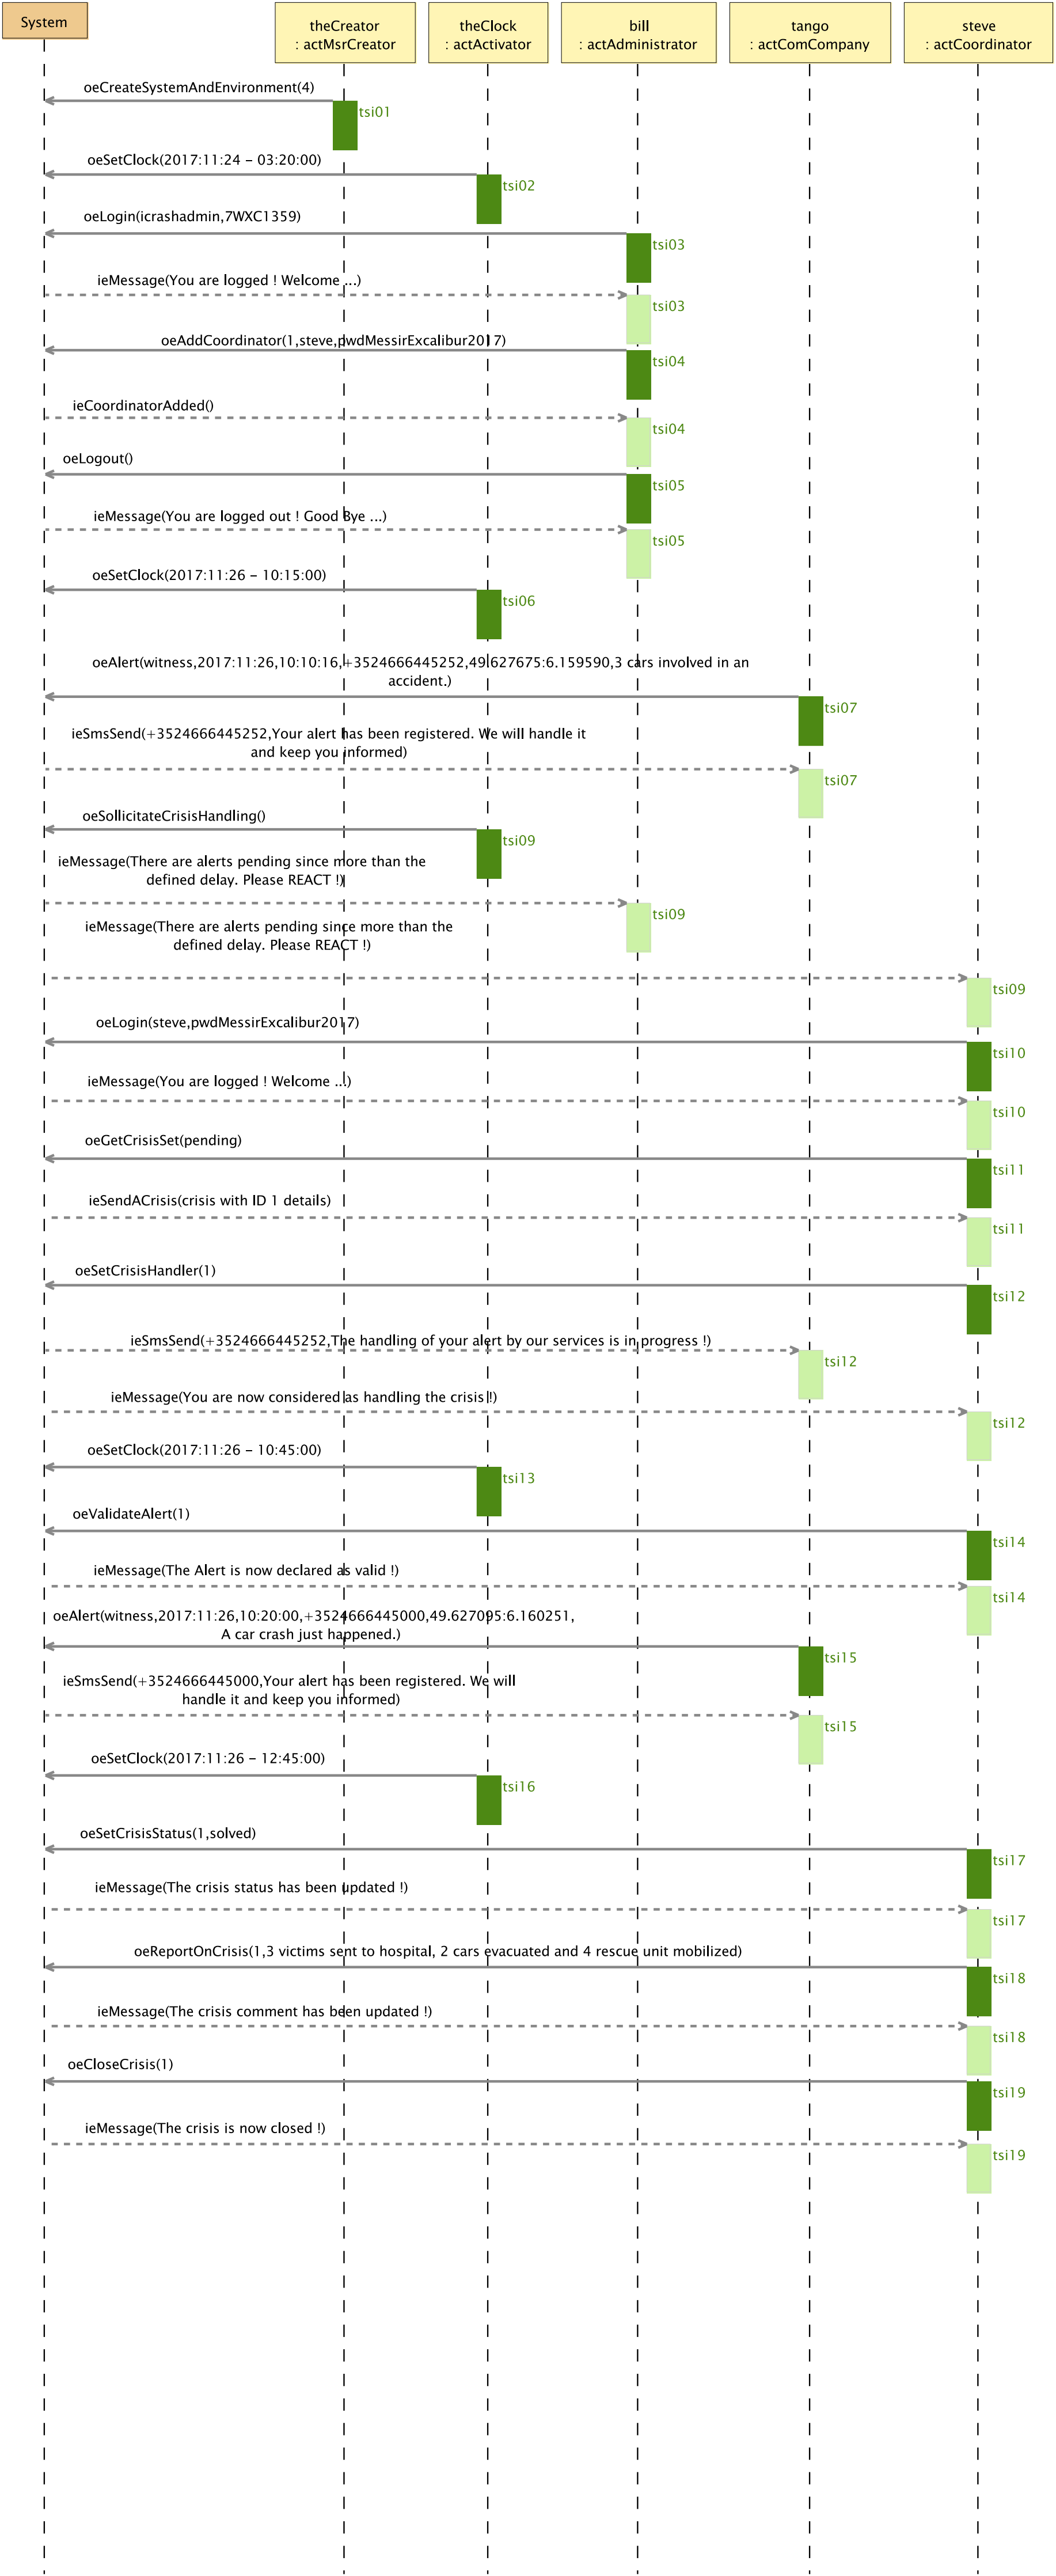 System
theCreator
: actMsrCreator
theClock
: actActivator
bill
: actAdministrator
tango
: actComCompany
steve
: actCoordinator
oeCreateSystemAndEnvironment(4)
tsi01
oeSetClock(2017:11:24 - 03:20:00)
tsi02
oeLogin(icrashadmin,7WXC1359)
tsi03
ieMessage(You are logged ! Welcome ...)
tsi03
oeAddCoordinator(1,steve,pwdMessirExcalibur2017)
tsi04
ieCoordinatorAdded()
tsi04
oeLogout()
tsi05
ieMessage(You are logged out ! Good Bye ...)
tsi05
oeSetClock(2017:11:26 - 10:15:00)
tsi06
oeAlert(witness,2017:11:26,10:10:16,+3524666445252,49.627675:6.159590,3 cars involved in an
accident.)
tsi07
ieSmsSend(+3524666445252,Your alert has been registered. We will handle it
and keep you informed)
tsi07
oeSollicitateCrisisHandling()
tsi09
ieMessage(There are alerts pending since more than the
defined delay. Please REACT !)
tsi09
ieMessage(There are alerts pending since more than the
defined delay. Please REACT !)
tsi09
oeLogin(steve,pwdMessirExcalibur2017)
tsi10
ieMessage(You are logged ! Welcome ...)
tsi10
oeGetCrisisSet(pending)
tsi11
ieSendACrisis(crisis with ID 1 details)
tsi11
oeSetCrisisHandler(1)
tsi12
ieSmsSend(+3524666445252,The handling of your alert by our services is in progress !)
tsi12
ieMessage(You are now considered as handling the crisis !)
tsi12
oeSetClock(2017:11:26 - 10:45:00)
tsi13
oeValidateAlert(1)
tsi14
ieMessage(The Alert is now declared as valid !)
tsi14
oeAlert(witness,2017:11:26,10:20:00,+3524666445000,49.627095:6.160251,
A car crash just happened.)
tsi15
ieSmsSend(+3524666445000,Your alert has been registered. We will
handle it and keep you informed)
tsi15
oeSetClock(2017:11:26 - 12:45:00)
tsi16
oeSetCrisisStatus(1,solved)
tsi17
ieMessage(The crisis status has been updated !)
tsi17
oeReportOnCrisis(1,3 victims sent to hospital, 2 cars evacuated and 4 rescue unit mobilized)
tsi18
ieMessage(The crisis comment has been updated !)
tsi18
oeCloseCrisis(1)
tsi19
ieMessage(The crisis is now closed !)
tsi19